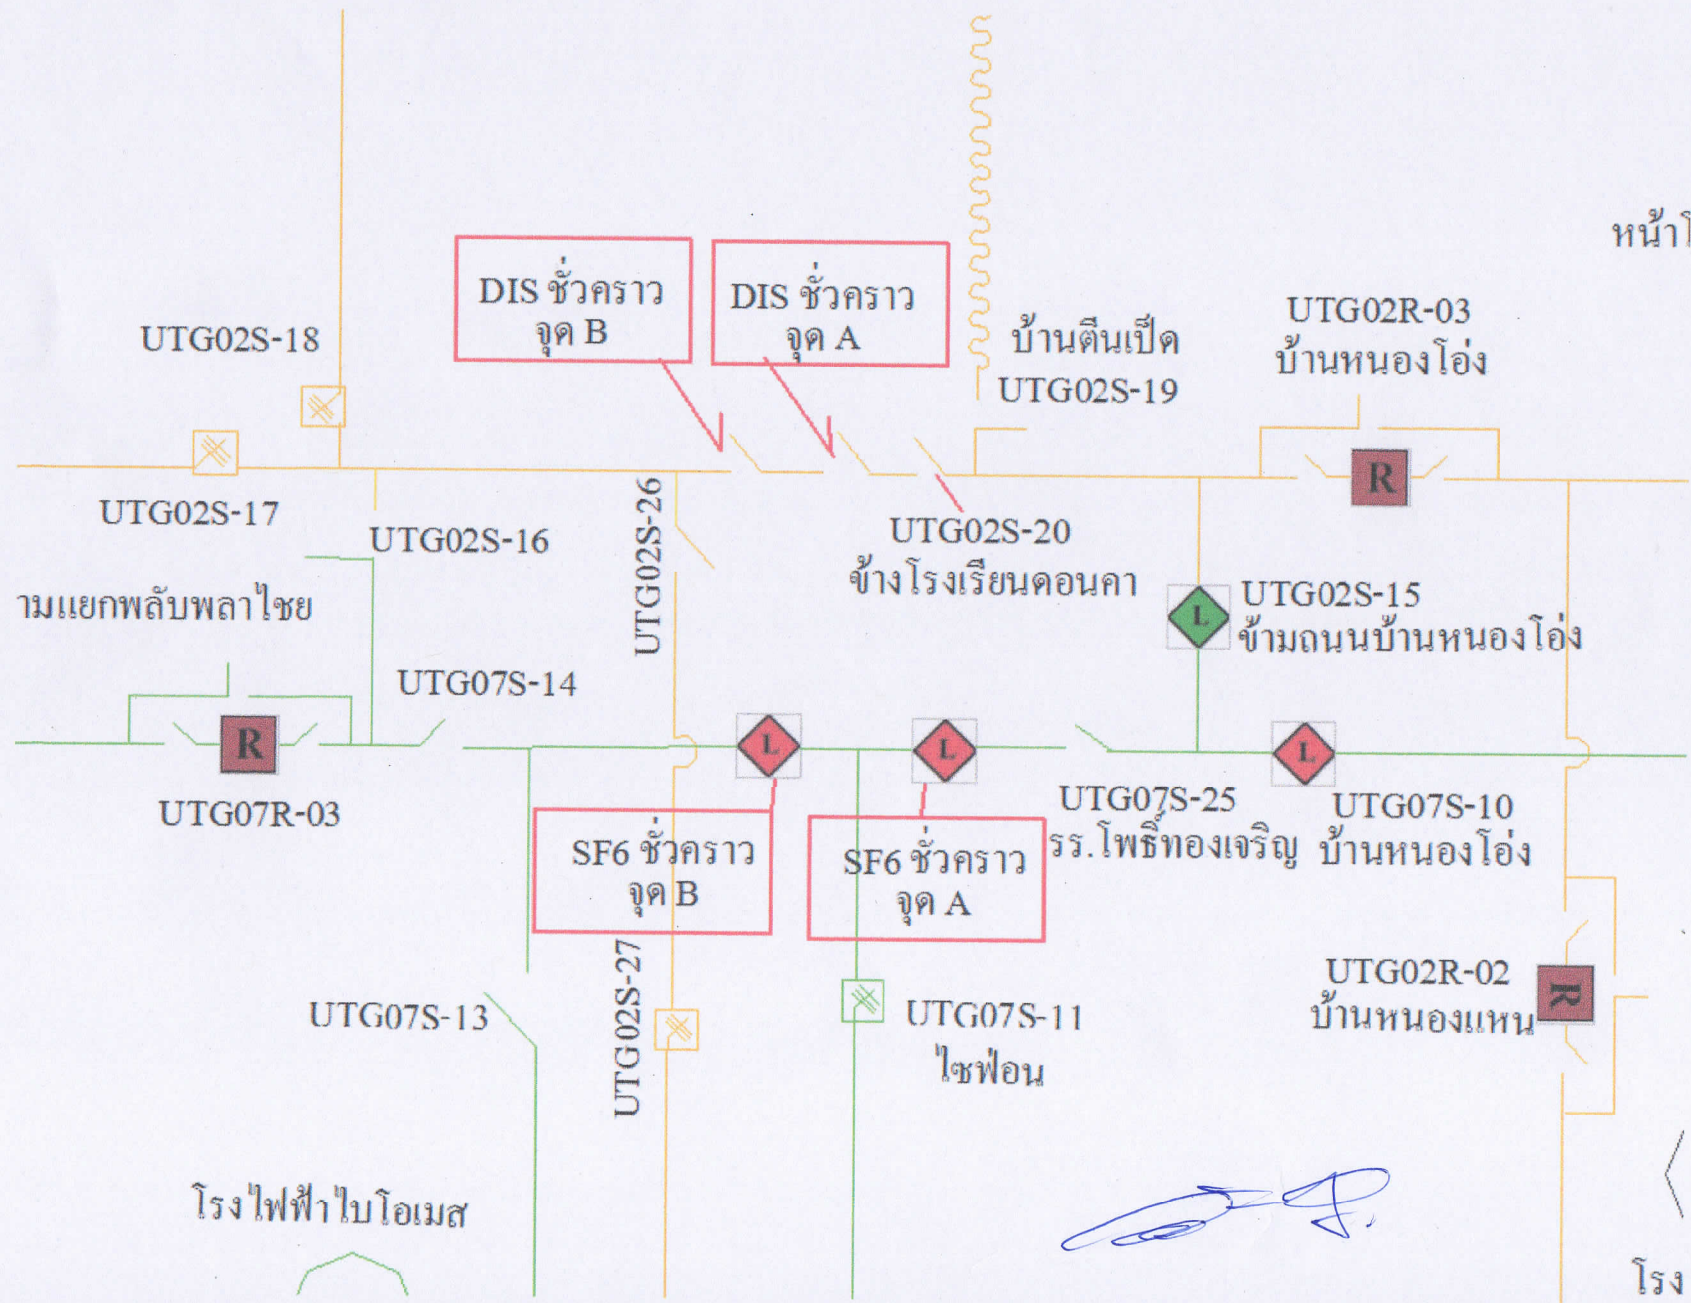 หน้าโ
DIS ชั่วคราว
จุด B
DIS ชั่วคราว
จุด A
UTG02S-18
บ้านตีนเป็ด
UTG02S-19
UTG02R-03
บ้านหนองโอ่ง
R
UTG02S-17
UTG02S-16
UTG02S-26
UTG02S-20
ข้างโรงเรียนดอนคา
L
UTG02S-15
ข้ามถนนบ้านหนองโอ่ง
ามแยกพลับพลาไชย
UTG07S-14
R
L
L
L
UTG07R-03
UTG07S-25
รร.โพธิ์ทองเจริญ
UTG07S-10
บ้านหนองโอ่ง
SF6 ชั่วคราว
จุด B
SF6 ชั่วคราว
จุด A
UTG07S-13
UTG02S-27
UTG07S-11
ไซฟ่อน
UTG02R-02
บ้านหนองแหน
R
โรงไฟฟ้าไบโอเมส
โรง